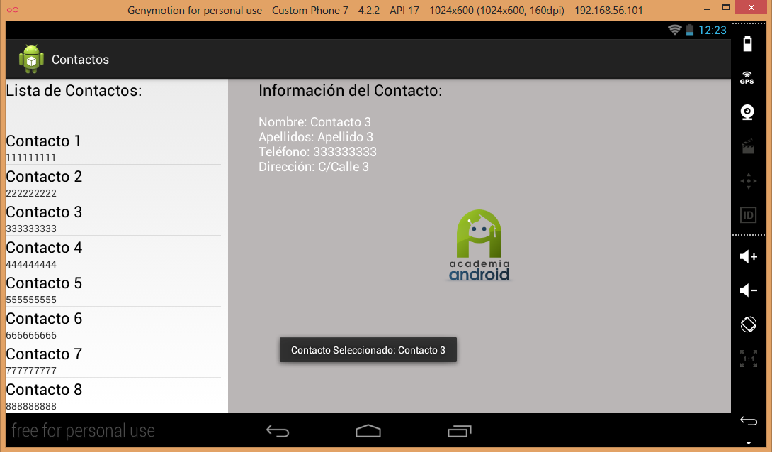 Genymotion for personal use Custom Phone 7 4.2.2 API 17 1024x600 (1024x600, 160dpi) 192.168.56.101
12:23
Contactos
GPS
ID
1:1
Lista de Contactos:
Contacto 1
111111111
Contacto 2
222222222
Contacto 3
333333333
Contacto 4
444444444
Contacto 5
555555555
Contacto 6
666666666
Contacto 7
777777777
Contacto 8
888888888
Información del Contacto:
Nombre: Contacto 3
Apellidos: Apellido 3
Teléfono: 333333333
Dirección: C/Calle 3
academia
android
Contacto Seleccionado: Contacto 3
free for personal use